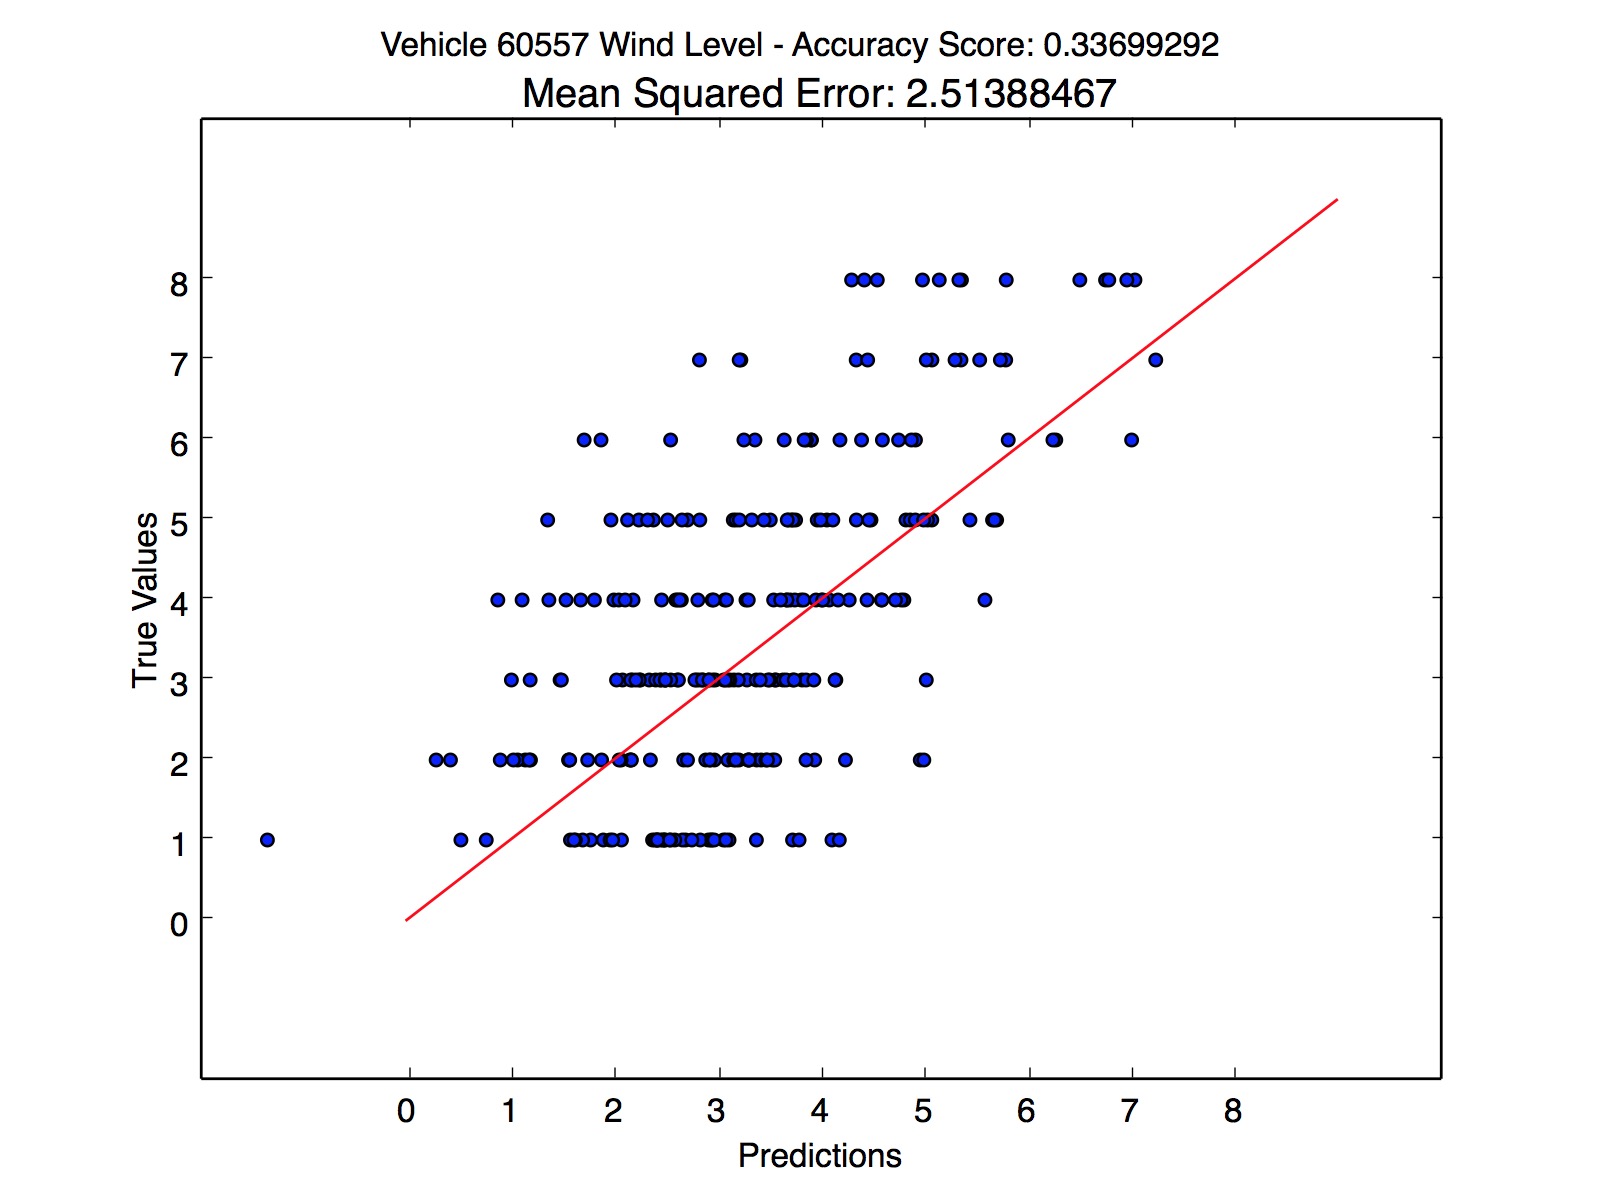 Vehicle 60557 Wind Level - Accuracy Score: 0.33699292
Mean Squared Error: 2.51388467
8
7
6
5
4
3
2
1
0
True Values
0 1 2 3 4 5 6 7 8
Predictions